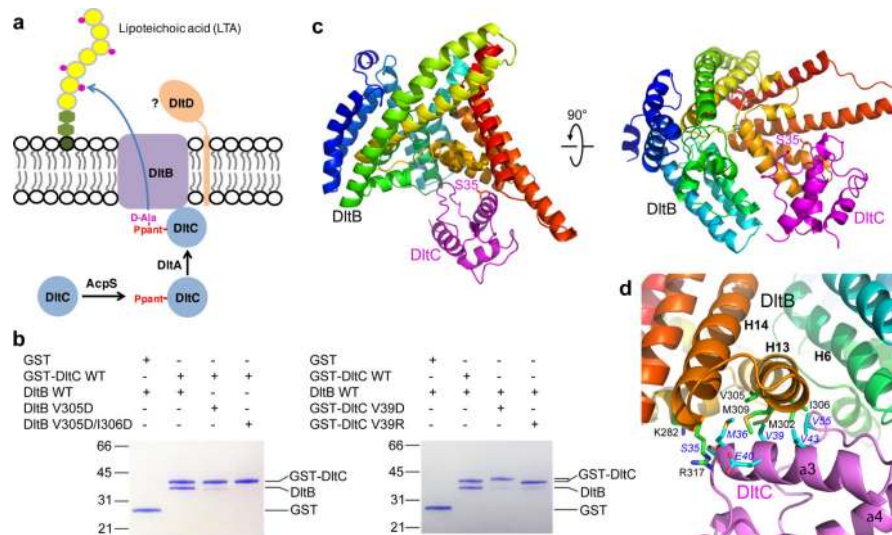 a
Lipoteichoic acid (LTA)
?
DltD
DltB
D-Ala
Ppant
DltC
DltA
DltC
AcpS
Ppant
DltC
b
GST + − − −
GST-DltC WT − + + +
DltB WT + + − −
DltB V305D − − + −
DltB V305D/I306D − − − +
66
45
31
21
GST-DltC
DltB
GST
GST + − − −
GST-DltC WT − + − −
DltB WT + + + +
GST-DltC V39D − − + −
GST-DltC V39R − − − +
66
45
31
21
GST-DltC
DltB
GST
c
S35
DltB
DltC
90°
S35
DltB
DltC
d
DltB
H14
H13
H6
V305
M309
I306
M302
V55
K282
M36
V39
V43
S35
E40
R317
a3
DltC
a4